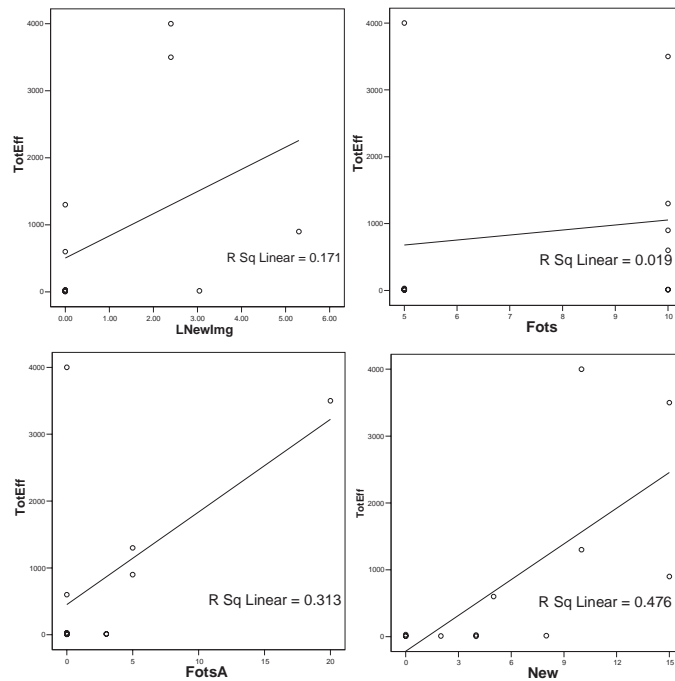 4000
3000
2000
1000
0
TotEff
R Sq Linear = 0.171
0.00 1.00 2.00 3.00 4.00 5.00 6.00
LNewImg
4000
3000
2000
1000
0
TotEff
R Sq Linear = 0.019
5 6 7 8 9 10
Fots
4000
3000
2000
1000
0
TotEff
R Sq Linear = 0.313
0 5 10 15 20
FotsA
4000
3000
2000
1000
0
TotEff
R Sq Linear = 0.476
0 3 6 9 12 15
New